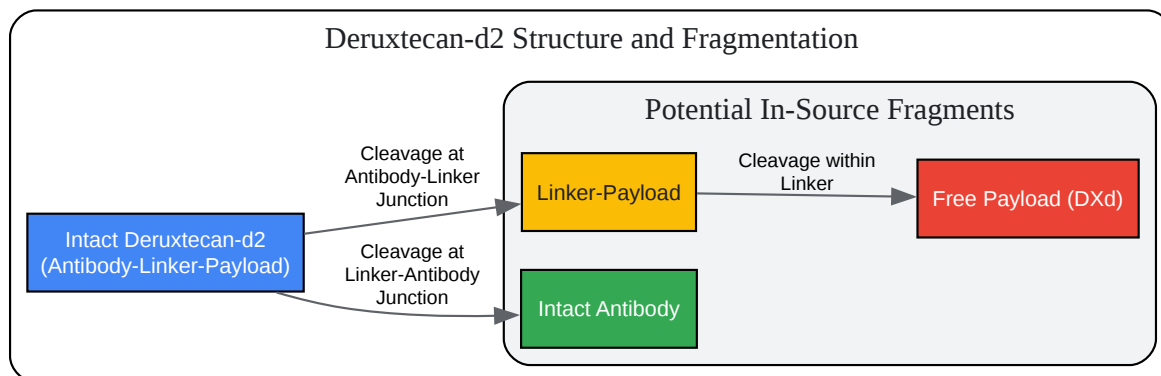 Deruxtecan-d2 Structure and Fragmentation
Potential In-Source Fragments
Cleavage at
Antibody-Linker
Junction
Cleavage within
Linker
Linker-Payload
Free Payload (DXd)
Intact Deruxtecan-d2
(Antibody-Linker-Payload)
Cleavage at
Linker-Antibody
Junction
Intact Antibody